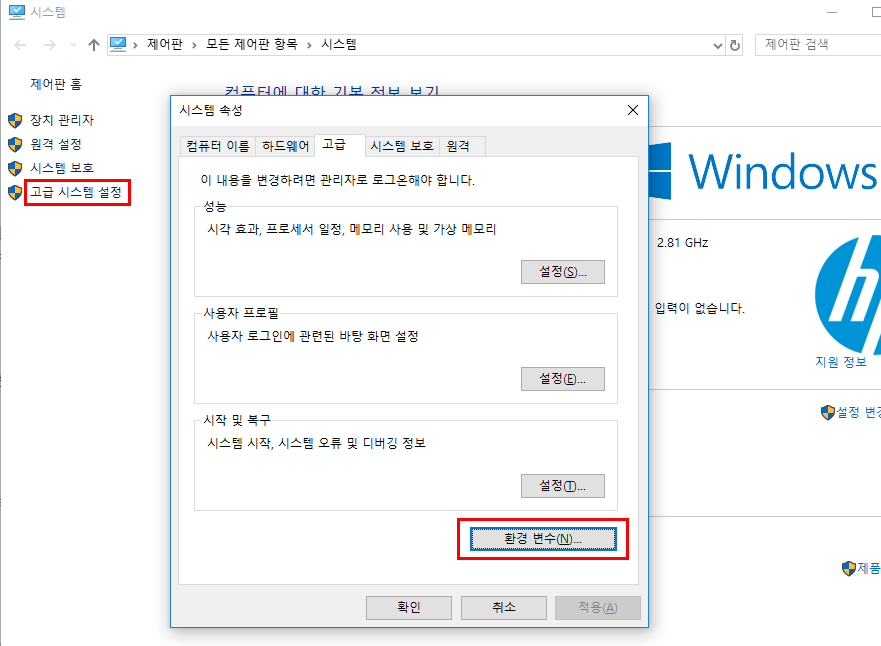 시스템
제어판 › 모든 제어판 항목 › 시스템
제어판 검색
제어판 홈
컴퓨터에 대한 기본 정보 보기
장치 관리자
원격 설정
시스템 보호
고급 시스템 설정
시스템 속성
컴퓨터 이름 하드웨어 고급 시스템 보호 원격
이 내용을 변경하려면 관리자로 로그온해야 합니다.
성능
시각 효과, 프로세서 일정, 메모리 사용 및 가상 메모리
설정(S)...
사용자 프로필
사용자 로그인에 관련된 바탕 화면 설정
설정(E)...
시작 및 복구
시스템 시작, 시스템 오류 및 디버깅 정보
설정(T)...
환경 변수(N)...
확인 취소 적용(A)
Windows
2.81 GHz
hp
입력이 없습니다.
지원 정보
설정 변경
제품